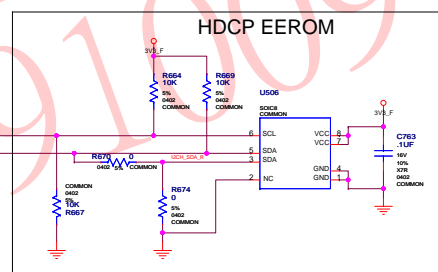 HDCP EEROM
3V3_F
R664
10K
5%
0402
COMMON
R669
10K
5%
0402
COMMON
U506
SOIC8
COMMON
6 SCL
5 SDA
3 SDA
2 NC
VCC 8
VCC 7
GND 4
GND 1
3V3_F
C763
.1UF
16V
10%
X7R
0402
COMMON
R670 0
0402 5% COMMON
I2CH_SDA_R
R674
0
5%
0402
COMMON
COMMON
0402
5%
10K
R667